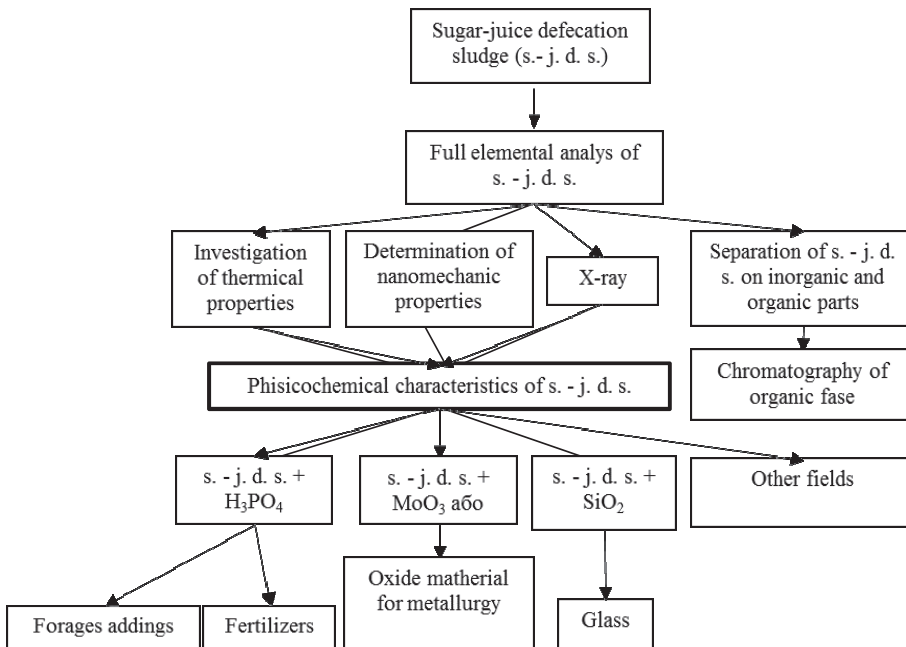 Sugar-juice defecation
sludge (s.- j. d. s.)
Full elemental analys of
s. - j. d. s.
Investigation
of thermical
properties
Determination of
nanomechanic
properties
X-ray
Separation of s. - j. d.
s. on inorganic and
organic parts
Chromatography of
organic fase
Phisicochemical characteristics of s. - j. d. s.
s. - j. d. s. +
H₃PO₄
s. - j. d. s. +
MoO₃ або
s. - j. d. s. +
SiO₂
Other fields
Forages addings
Fertilizers
Oxide matherial
for metallurgy
Glass